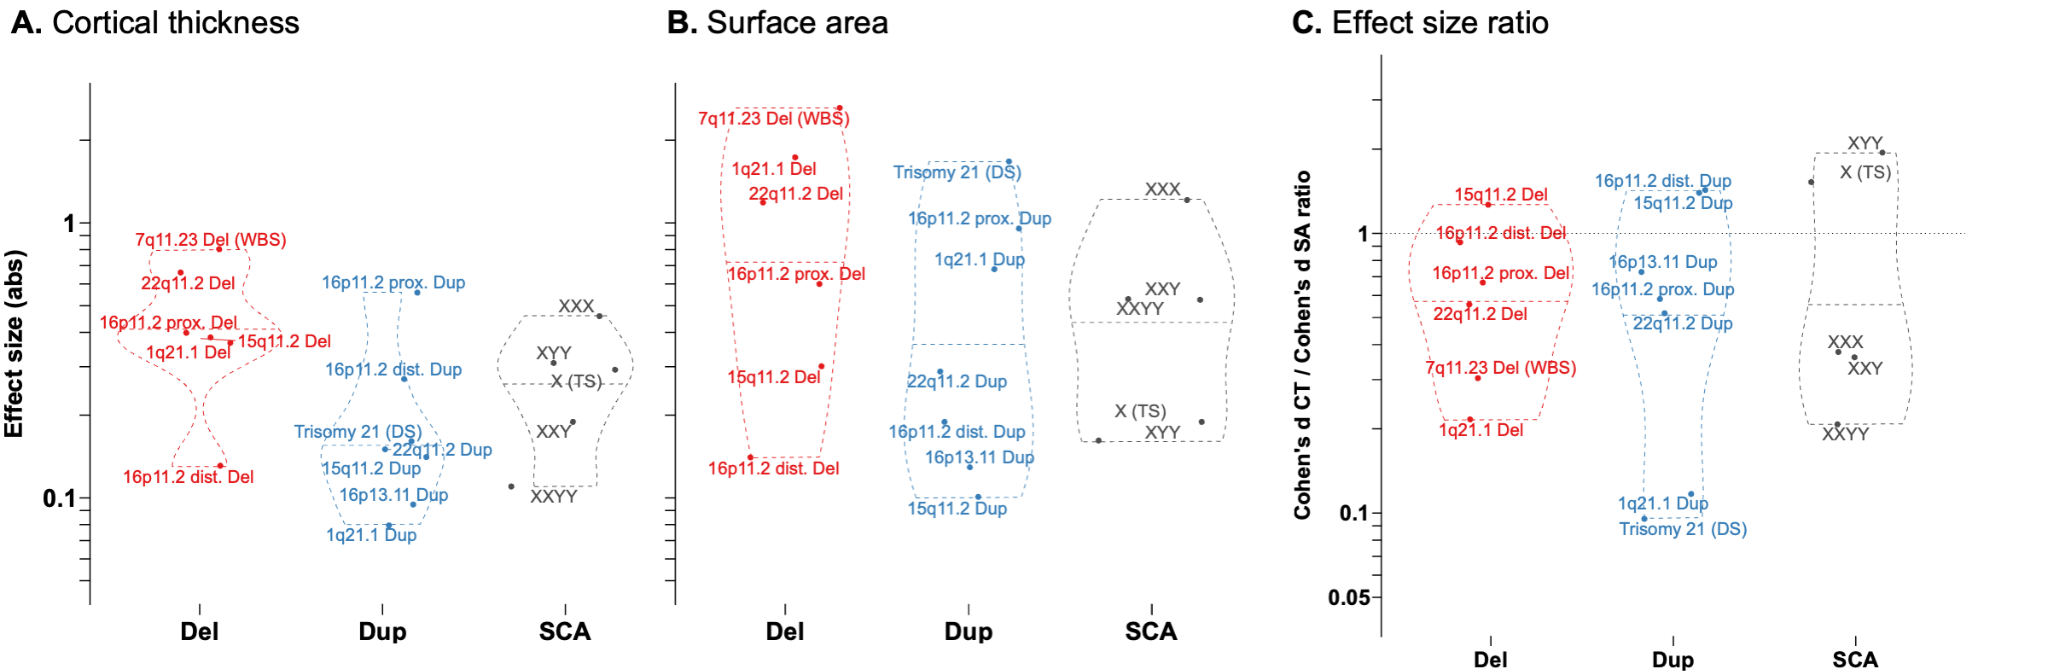 A. Cortical thickness
Effect size (abs)
1
0.1
7q11.23 Del (WBS)
22q11.2 Del
16p11.2 prox. Del
15q11.2 Del
1q21.1 Del
16p11.2 dist. Del
16p11.2 prox. Dup
16p11.2 dist. Dup
Trisomy 21 (DS)
22q11.2 Dup
15q11.2 Dup
16p13.11 Dup
1q21.1 Dup
XXX
XYY
X (TS)
XXY
XXYY
Del
Dup
SCA
B. Surface area
7q11.23 Del (WBS)
1q21.1 Del
22q11.2 Del
16p11.2 prox. Del
15q11.2 Del
16p11.2 dist. Del
Trisomy 21 (DS)
16p11.2 prox. Dup
1q21.1 Dup
22q11.2 Dup
16p11.2 dist. Dup
16p13.11 Dup
15q11.2 Dup
XXX
XXY
XXYY
X (TS)
XYY
Del
Dup
SCA
C. Effect size ratio
Cohen's d CT / Cohen's d SA ratio
1
0.1
0.05
15q11.2 Del
16p11.2 dist. Del
16p11.2 prox. Del
22q11.2 Del
7q11.23 Del (WBS)
1q21.1 Del
16p11.2 dist. Dup
15q11.2 Dup
16p13.11 Dup
16p11.2 prox. Dup
22q11.2 Dup
1q21.1 Dup
Trisomy 21 (DS)
XYY
X (TS)
XXX
XXY
XXYY
Del
Dup
SCA